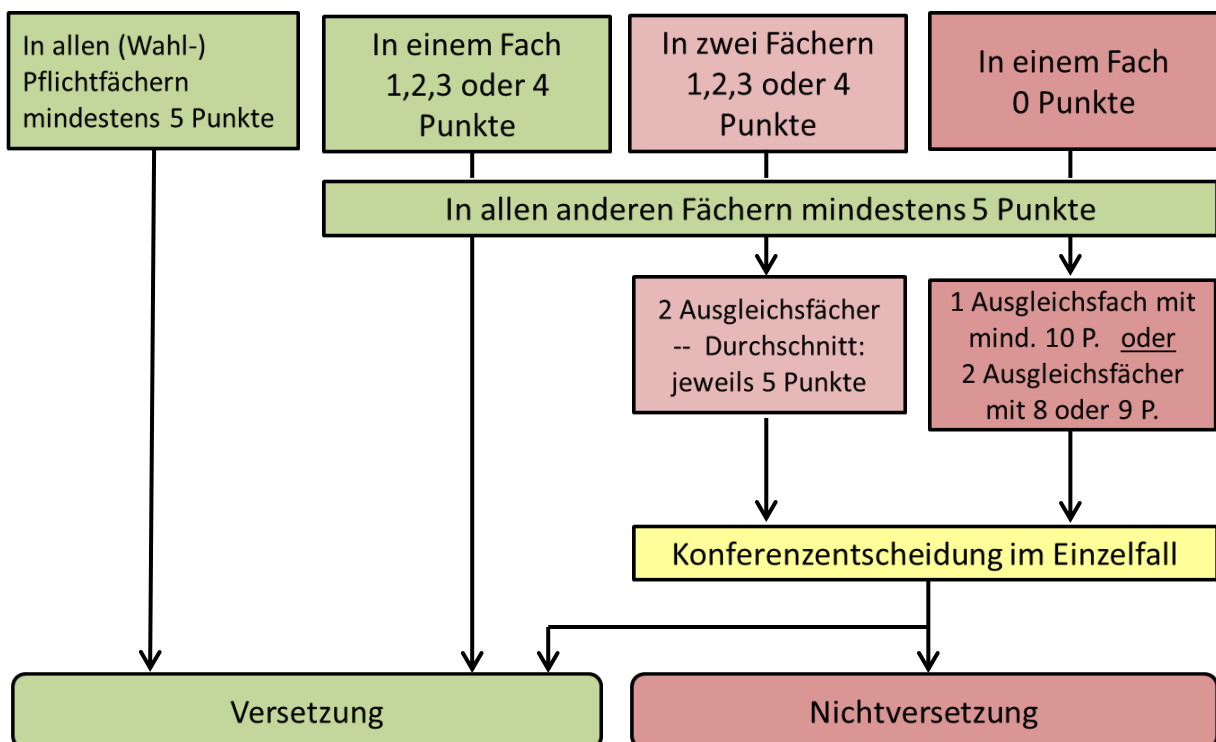 In allen (Wahl-)
Pflichtfächern
mindestens 5 Punkte
In einem Fach
1,2,3 oder 4
Punkte
In zwei Fächern
1,2,3 oder 4
Punkte
In einem Fach
0 Punkte
In allen anderen Fächern mindestens 5 Punkte
2 Ausgleichsfächer
-- Durchschnitt:
jeweils 5 Punkte
1 Ausgleichsfach mit
mind. 10 P. oder
2 Ausgleichsfächer
mit 8 oder 9 P.
Konferenzentscheidung im Einzelfall
Versetzung
Nichtversetzung